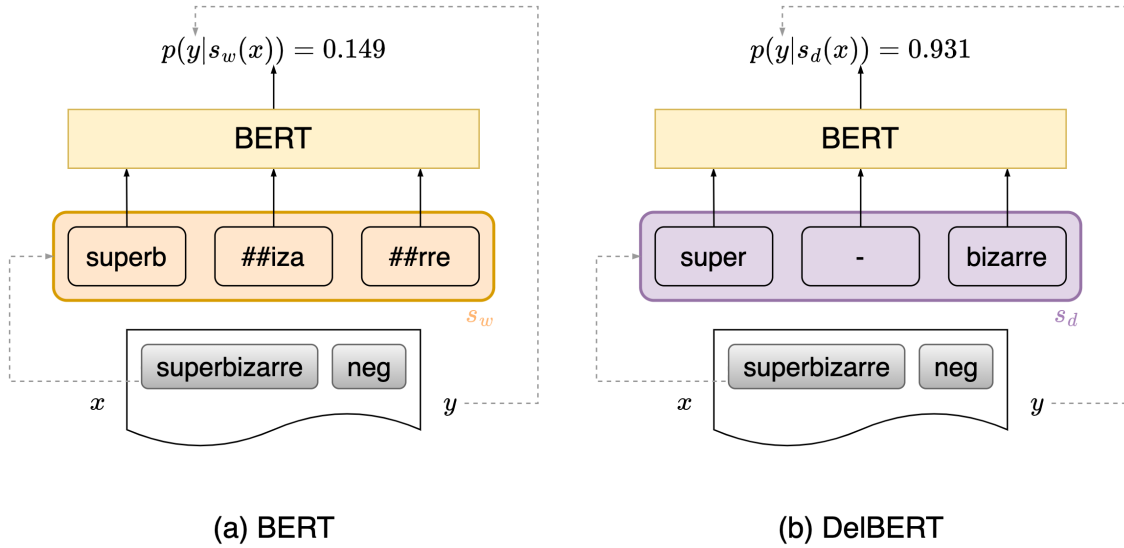 p(y|s_w(x)) = 0.149
BERT
superb ##iza ##rre
s_w
superbizarre neg
x y
(a) BERT
p(y|s_d(x)) = 0.931
BERT
super - bizarre
s_d
superbizarre neg
x y
(b) DelBERT